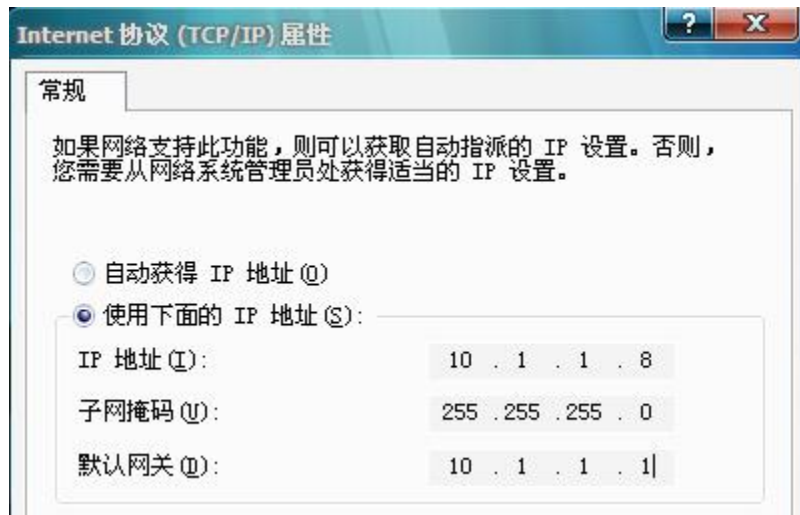 Internet 协议 (TCP/IP) 属性
?
X
常规
如果网络支持此功能，则可以获取自动指派的 IP 设置。否则，
您需要从网络系统管理员处获得适当的 IP 设置。
自动获得 IP 地址(O)
使用下面的 IP 地址(S):
IP 地址(I): 10 . 1 . 1 . 8
子网掩码(U): 255 .255 .255 . 0
默认网关(D): 10 . 1 . 1 . 1